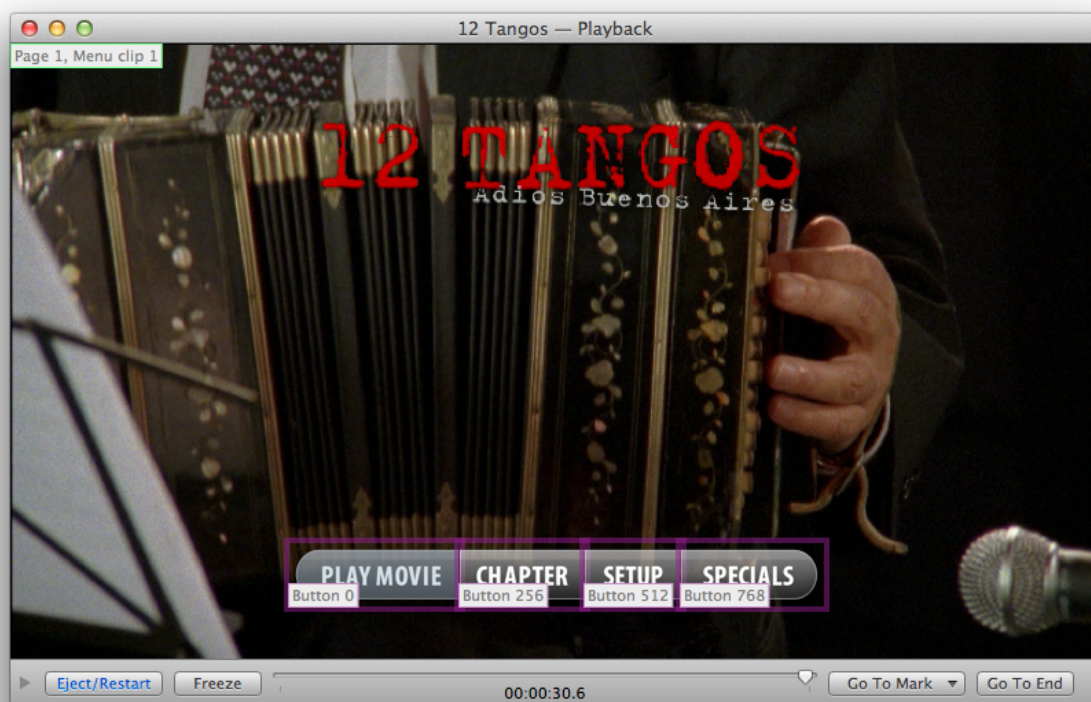 12 Tangos — Playback
Page 1, Menu clip 1
12 TANGOS
Adios Buenos Aires
PLAY MOVIE CHAPTER SETUP SPECIALS
Button 0 Button 256 Button 512 Button 768
Eject/Restart Freeze 00:00:30.6 Go To Mark Go To End